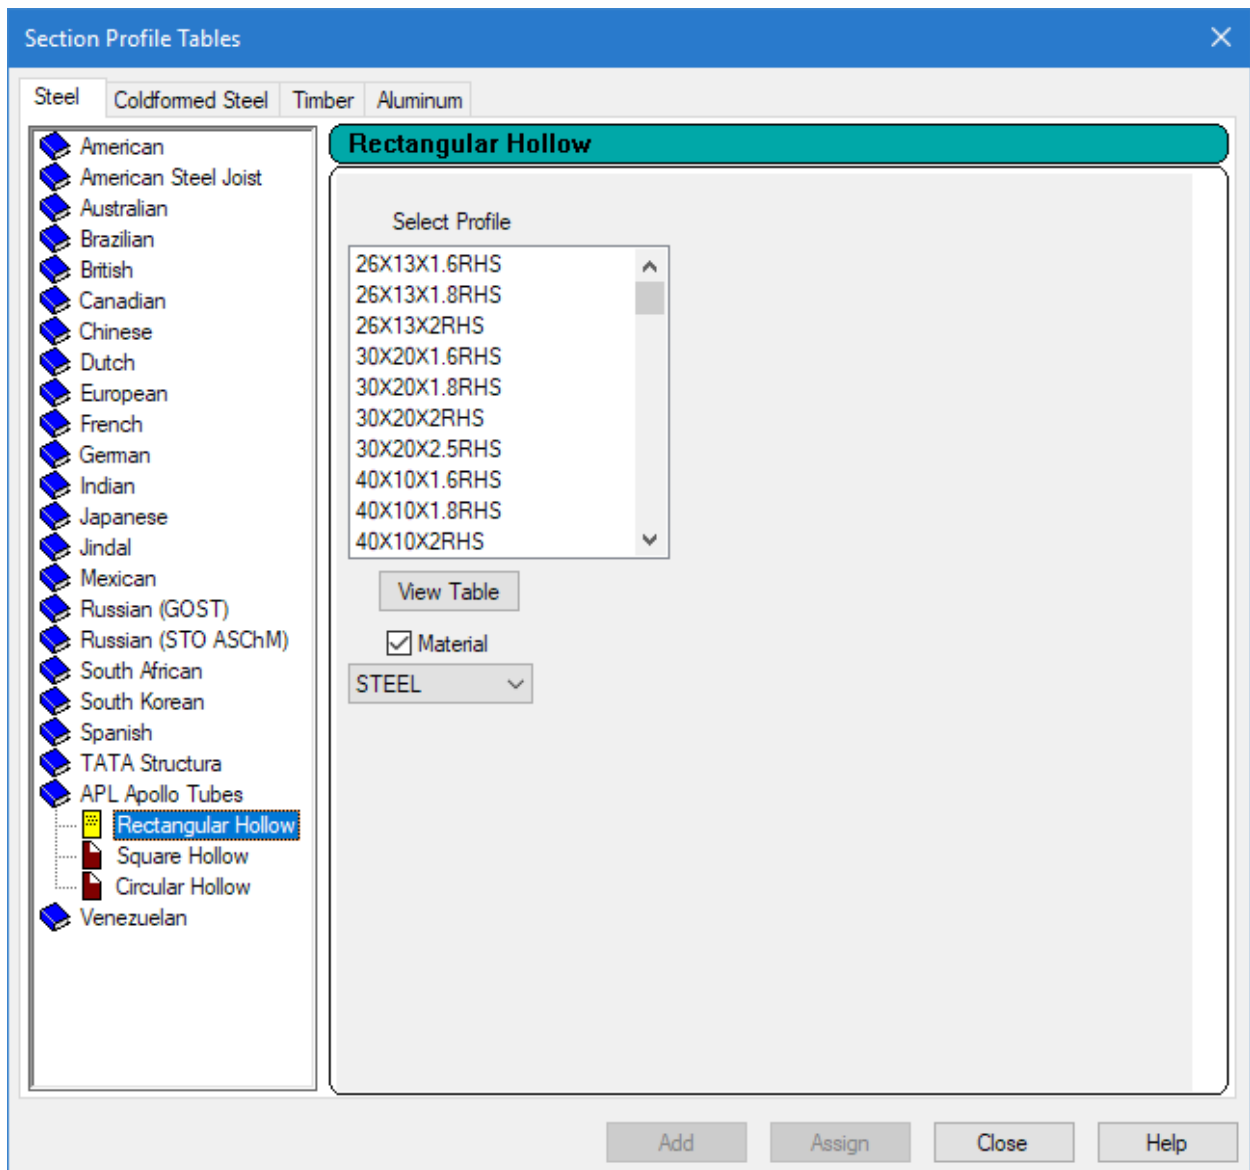 Section Profile Tables
Steel
Coldformed Steel
Timber
Aluminum
American
American Steel Joist
Australian
Brazilian
British
Canadian
Chinese
Dutch
European
French
German
Indian
Japanese
Jindal
Mexican
Russian (GOST)
Russian (STO ASChM)
South African
South Korean
Spanish
TATA Structura
APL Apollo Tubes
Rectangular Hollow
Square Hollow
Circular Hollow
Venezuelan
Rectangular Hollow
Select Profile
26X13X1.6RHS
26X13X1.8RHS
26X13X2RHS
30X20X1.6RHS
30X20X1.8RHS
30X20X2RHS
30X20X2.5RHS
40X10X1.6RHS
40X10X1.8RHS
40X10X2RHS
View Table
Material
STEEL
Add
Assign
Close
Help